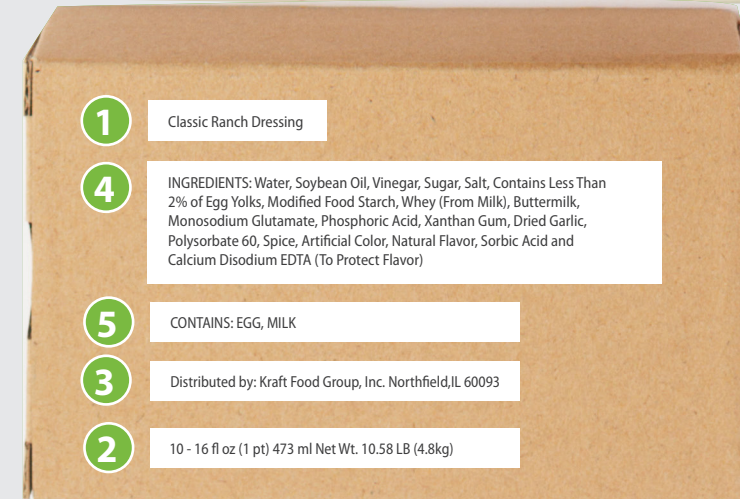 1
Classic Ranch Dressing
4
INGREDIENTS: Water, Soybean Oil, Vinegar, Sugar, Salt, Contains Less Than
2% of Egg Yolks, Modified Food Starch, Whey (From Milk), Buttermilk,
Monosodium Glutamate, Phosphoric Acid, Xanthan Gum, Dried Garlic,
Polysorbate 60, Spice, Artificial Color, Natural Flavor, Sorbic Acid and
Calcium Disodium EDTA (To Protect Flavor)
5
CONTAINS: EGG, MILK
3
Distributed by: Kraft Food Group, Inc. Northfield,IL 60093
2
10 - 16 fl oz (1 pt) 473 ml Net Wt. 10.58 LB (4.8kg)